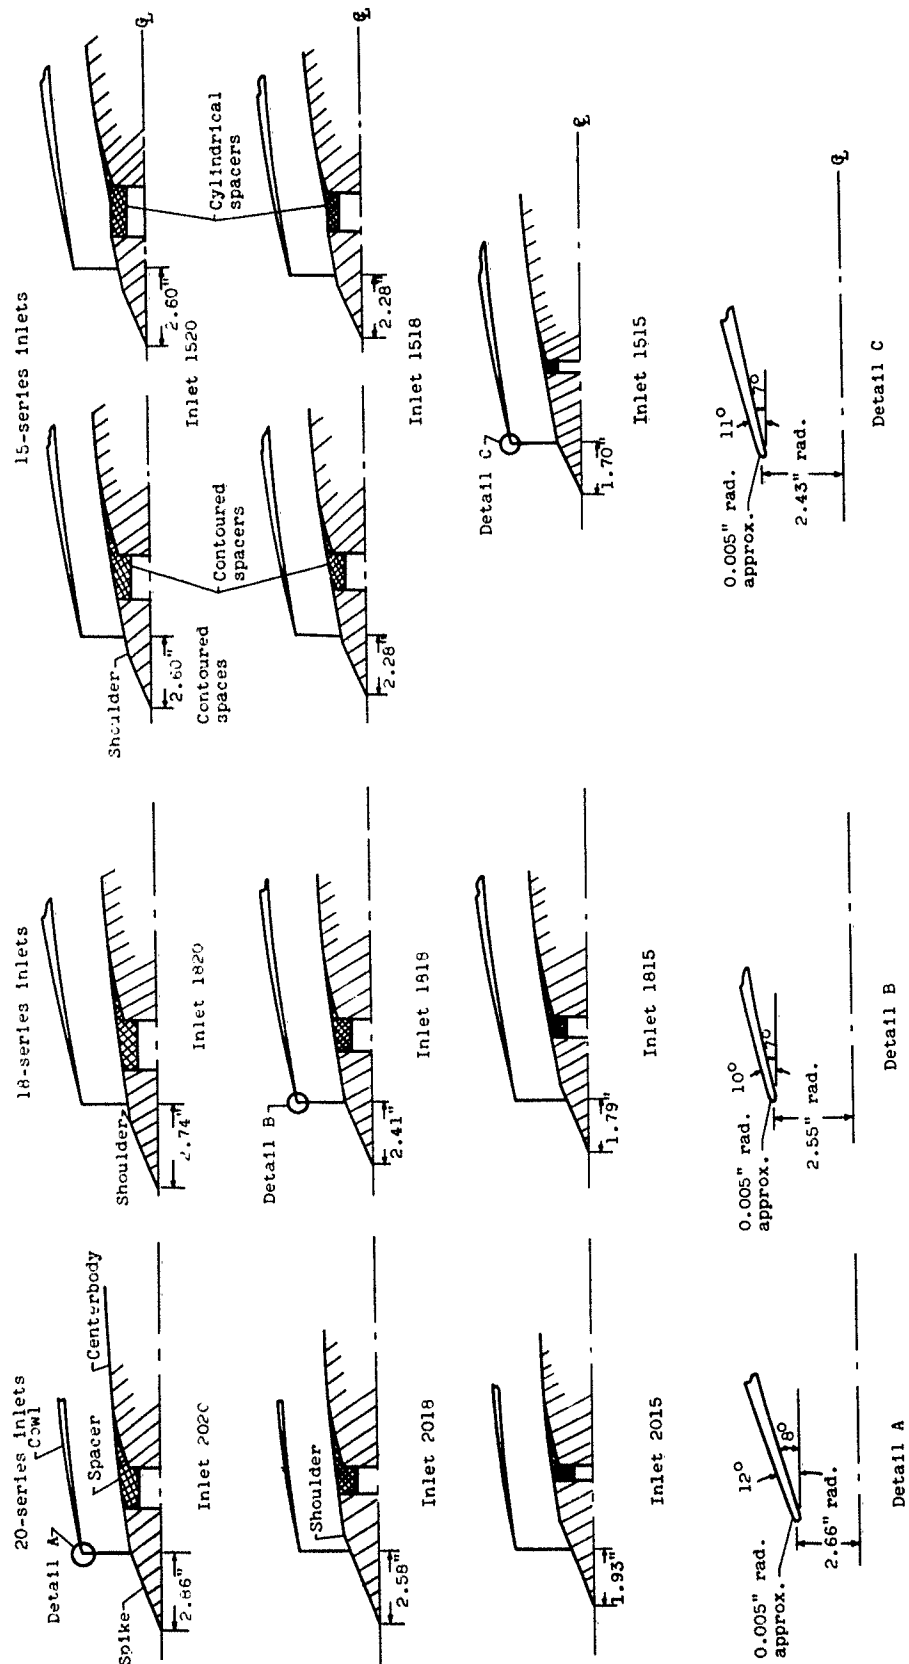 20-series inlets
Cowl
Detail A
Spacer
Centerbody
Spike
2.86"
Inlet 2020
Shoulder
2.58"
Inlet 2018
1.93"
Inlet 2015
0.005" rad.
approx.
12°
8°
2.66" rad.
Detail A
18-series inlets
Shoulder
2.74"
Inlet 1820
Detail B
2.41"
Inlet 1818
1.79"
Inlet 1815
0.005" rad.
approx.
10°
7°
2.55" rad.
Detail B
15-series inlets
Shoulder
2.60"
Contoured
spaces
2.60"
Inlet 1520
Contoured
spacers
Cylindrical
spacers
2.28"
2.28"
Inlet 1518
Detail C
1.70"
Inlet 1515
0.005" rad.
approx.
11°
7°
2.43" rad.
Detail C